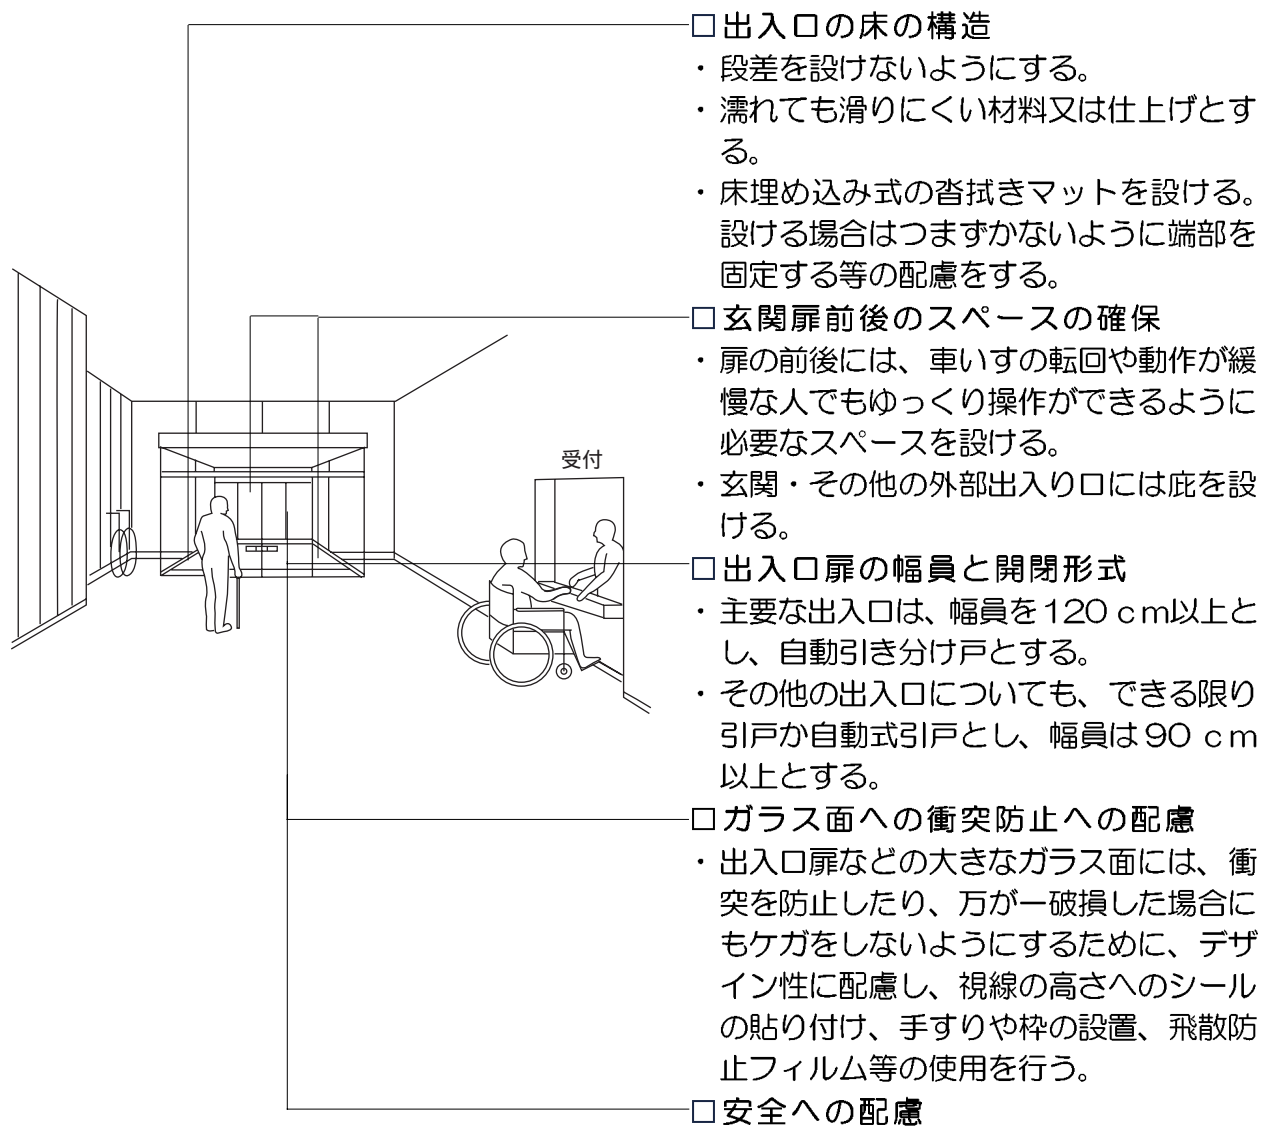 □出入口の床の構造
・段差を設けないようにする。
・濡れても滑りにくい材料又は仕上げとす
る。
・床埋め込み式の沓拭きマットを設ける。
設ける場合はつまずかないように端部を
固定する等の配慮をする。
□玄関扉前後のスペースの確保
・扉の前後には、車いすの転回や動作が緩
慢な人でもゆっくり操作ができるように
必要なスペースを設ける。
・玄関・その他の外部出入り口には庇を設
ける。
受付
□出入口扉の幅員と開閉形式
・主要な出入口は、幅員を120cm以上と
し、自動引き分け戸とする。
・その他の出入口についても、できる限り
引戸か自動式引戸とし、幅員は90cm
以上とする。
□ガラス面への衝突防止への配慮
・出入口扉などの大きなガラス面には、衝
突を防止したり、万が一破損した場合に
もケガをしないようにするために、デザ
イン性に配慮し、視線の高さへのシール
の貼り付け、手すりや枠の設置、飛散防
止フィルム等の使用を行う。
□安全への配慮